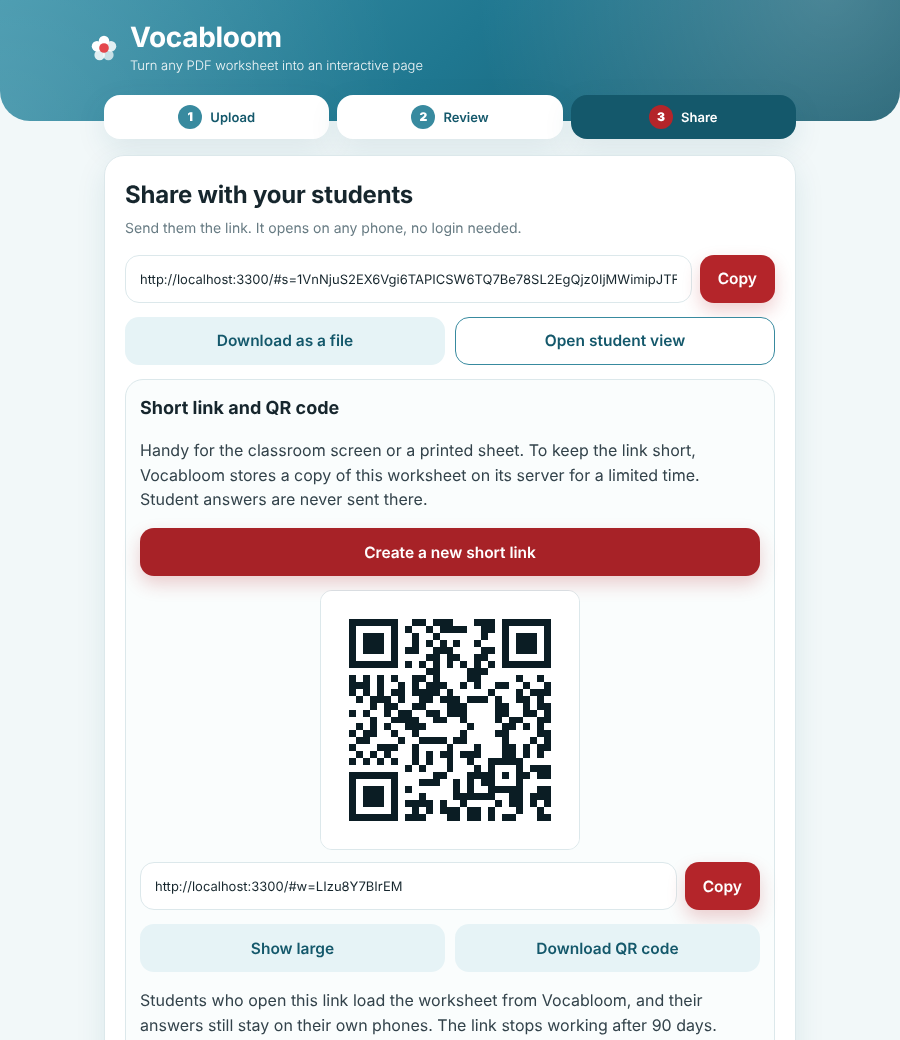 Vocabloom
Turn any PDF worksheet into an interactive page
1 Upload
2 Review
3 Share
Share with your students
Send them the link. It opens on any phone, no login needed.
http://localhost:3300/#s=1VnNjuS2EX6Vgi6TAPICSW6TQ7Be78SL2EgQjz0IjMWimipJTF
Copy
Download as a file
Open student view
Short link and QR code
Handy for the classroom screen or a printed sheet. To keep the link short,
Vocabloom stores a copy of this worksheet on its server for a limited time.
Student answers are never sent there.
Create a new short link
http://localhost:3300/#w=LIzu8Y7BIrEM
Copy
Show large
Download QR code
Students who open this link load the worksheet from Vocabloom, and their
answers still stay on their own phones. The link stops working after 90 days.